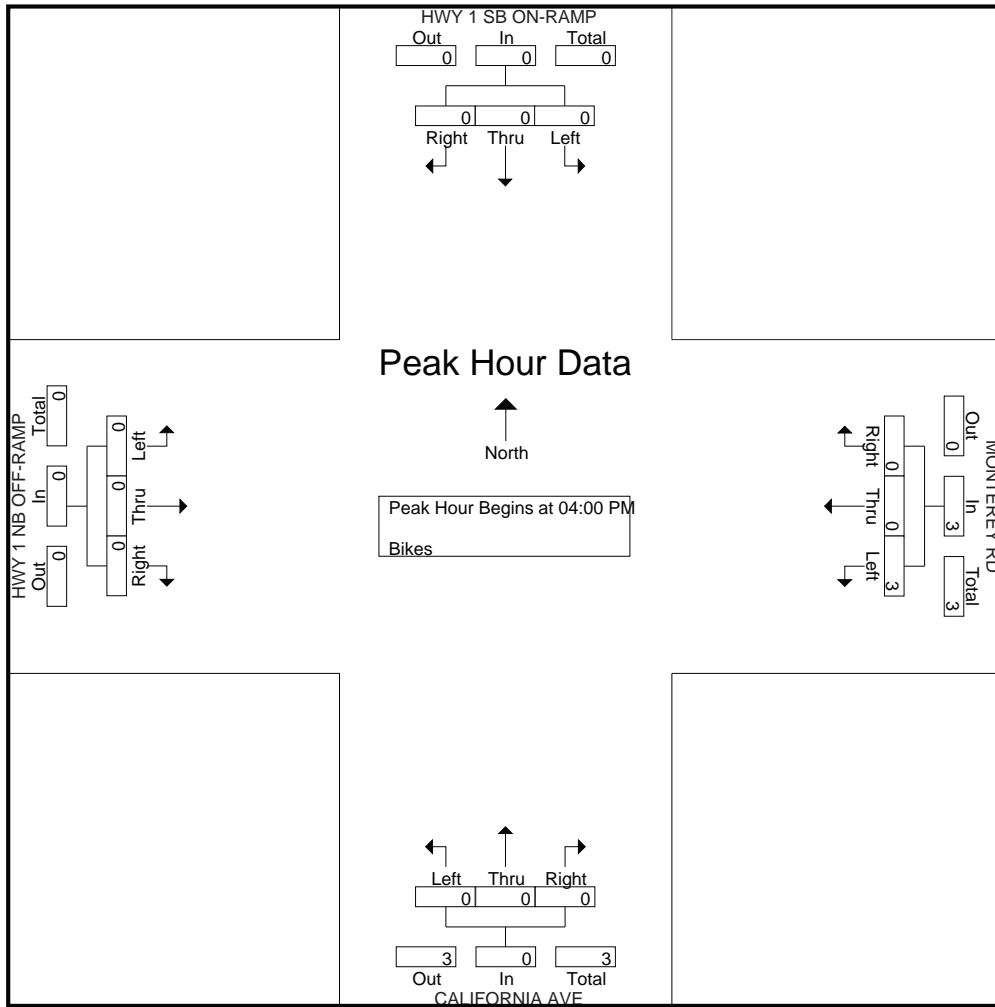 HWY 1 SB ON-RAMP
Out In Total
0 0 0
0 0 0
Right Thru Left
Peak Hour Data
North
Peak Hour Begins at 04:00 PM
Bikes
HWY 1 NB OFF-RAMP
Out In Total
0 0 0
0 0 0
Right Thru Left
MONTEREY RD
Out In Total
0 3 3
0 0 3
Right Thru Left
Left Thru Right
0 0 0
3 0 3
Out In Total
CALIFORNIA AVE